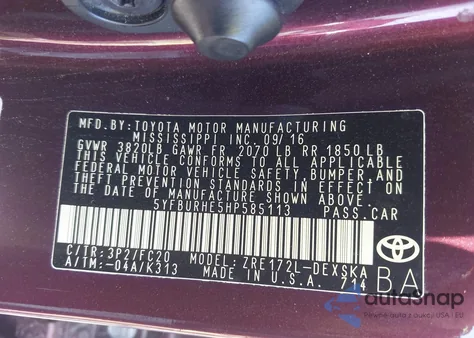 MFD.BY:TOYOTA MOTOR MANUFACTURING
MISSISSIPPI INC. 09/16
GVWR 3820LB GAWR FR 2070 LB RR 1850 LB
THIS VEHICLE CONFORMS TO ALL APPLICABLE
FEDERAL MOTOR VEHICLE SAFETY, BUMPER, AND
THEFT PREVENTION STANDARDS IN EFFECT ON
THE DATE OF MANUFACTURE SHOWN ABOVE.
5YFBURHE5HP585113 PASS.CAR
C/TR:3P2/FC20 MODEL: ZRE172L-DEXSKA
A/TM:-04A/K313 MADE IN U.S.A. 714
TOYOTA
BA
autaSnap